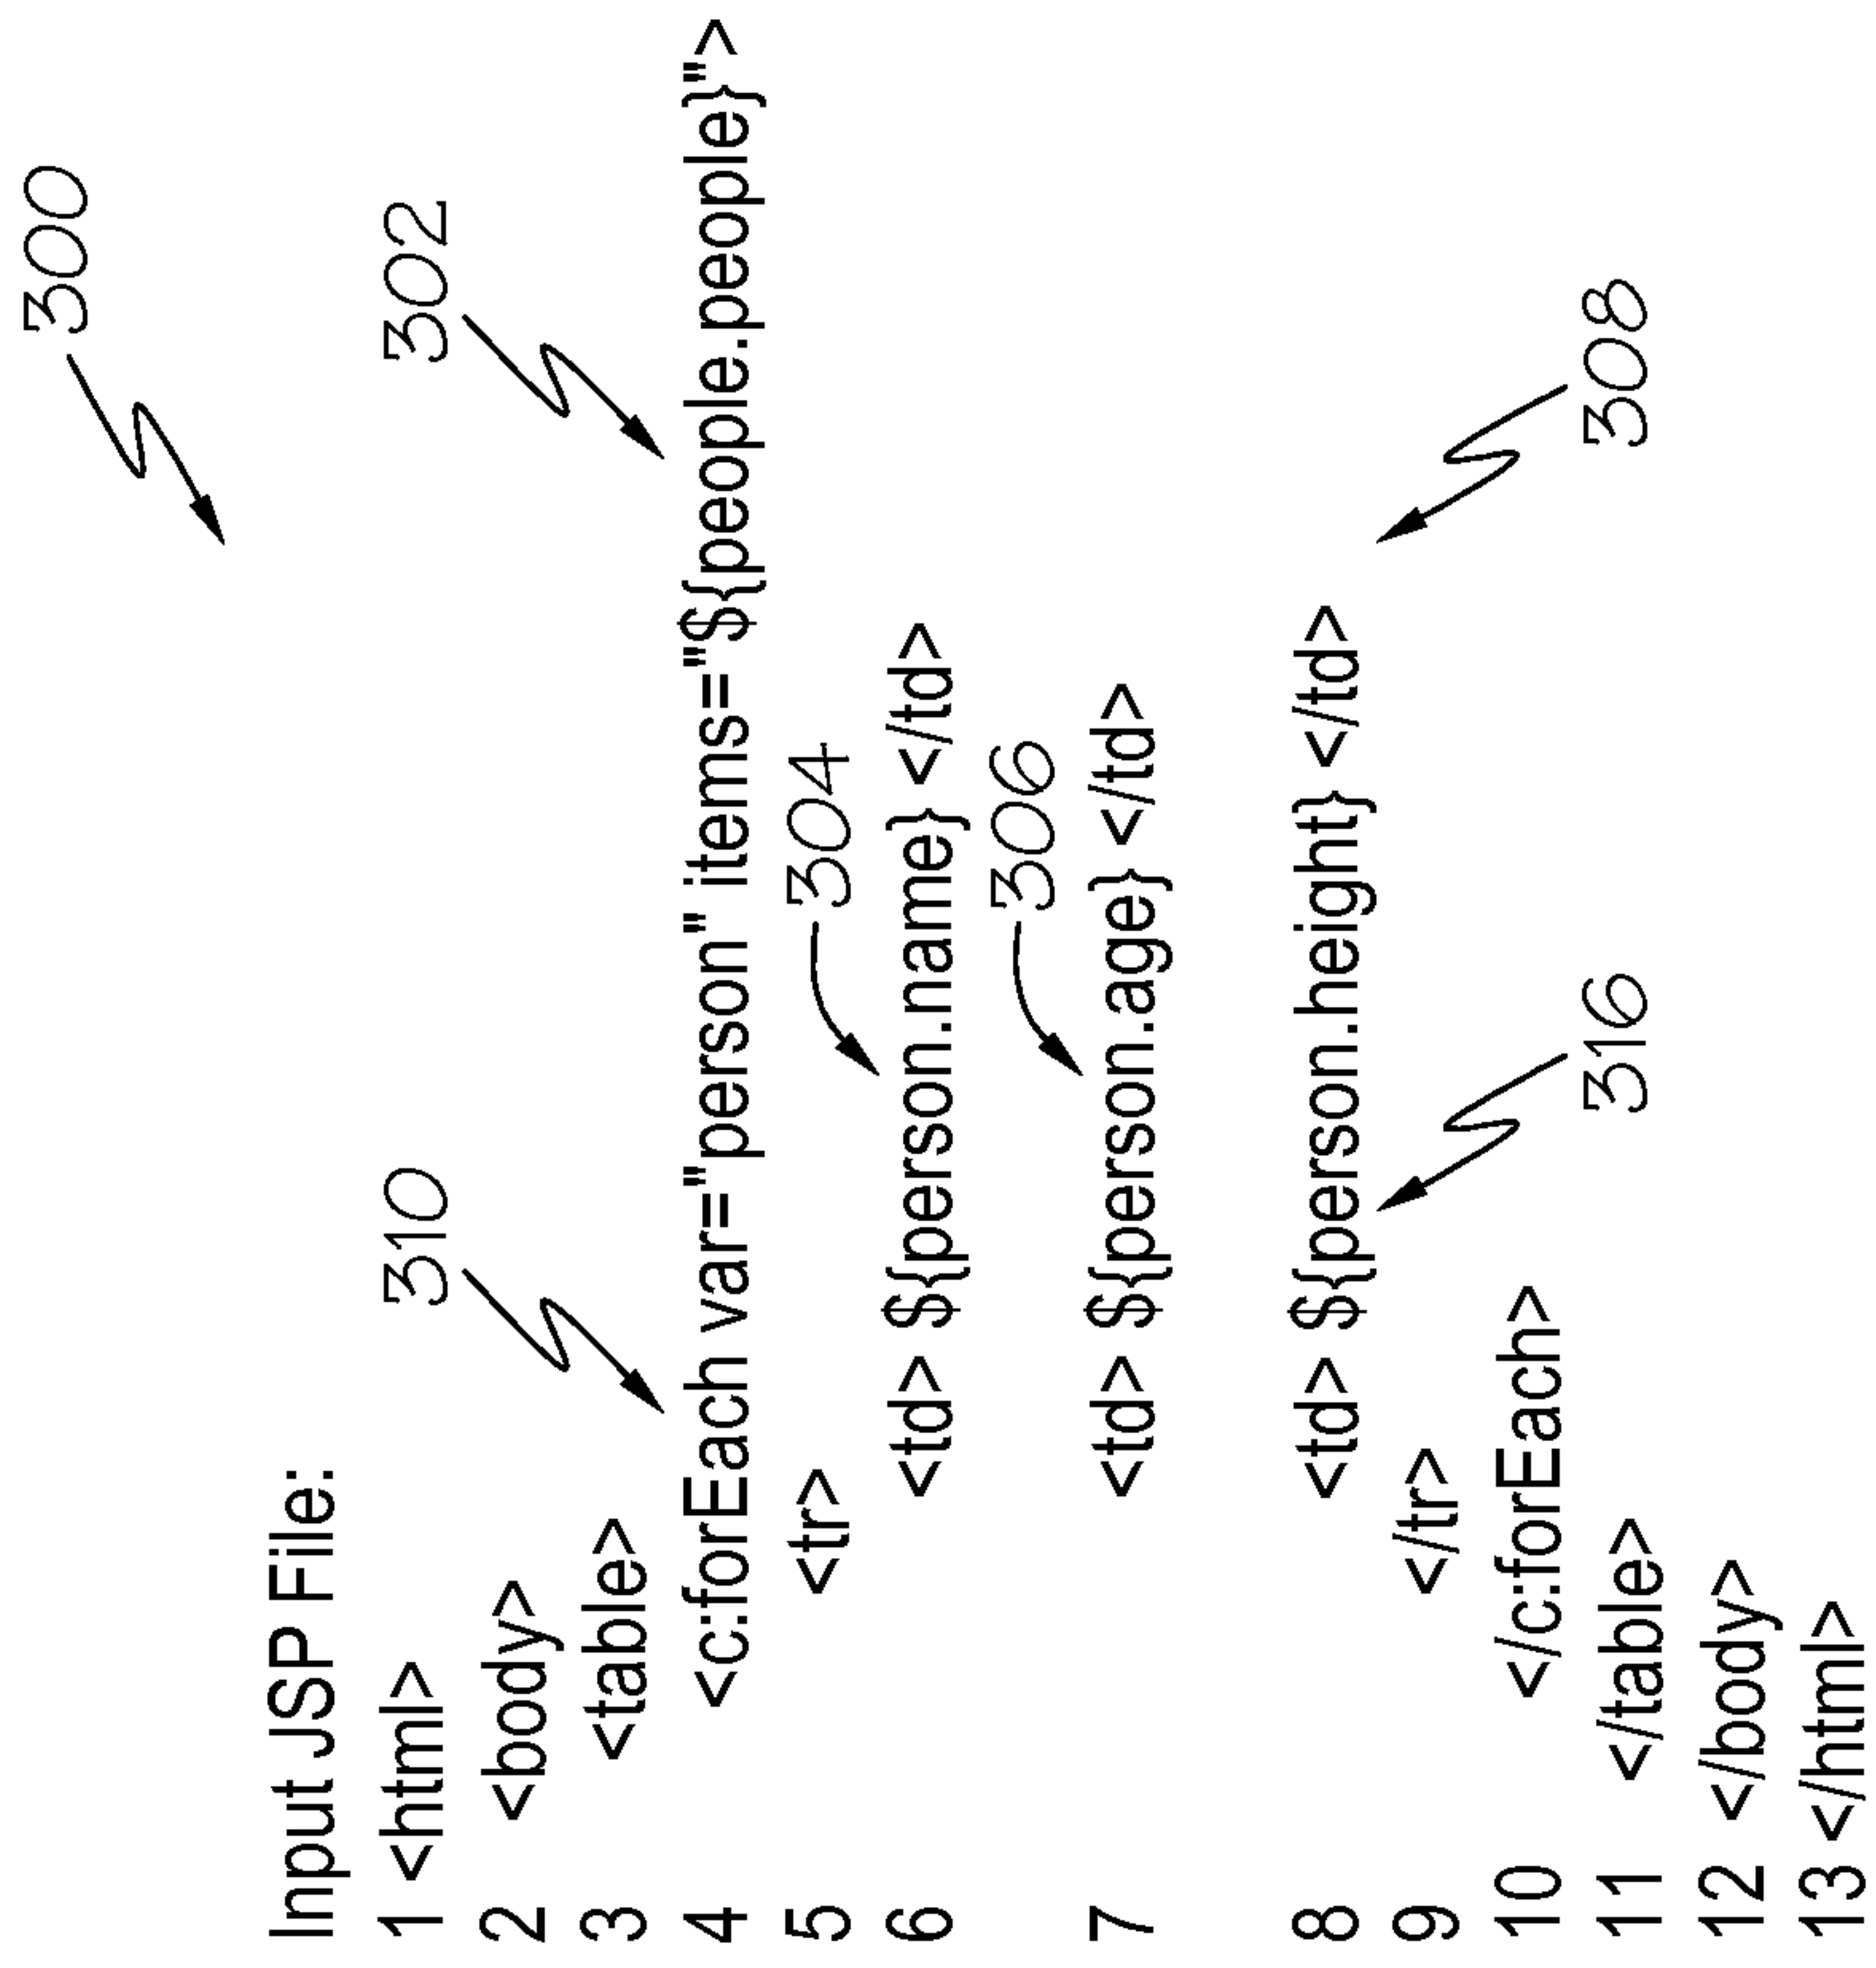 300
Input JSP File:
310 302
1 <html>
2 <body>
3 <table>
4 <c:forEach var="person" items="${people.people}">
5 <tr> 304
6 <td> ${person.name} </td>
306
7 <td> ${person.age} </td>
8 <td> ${person.height} </td>
9 </tr>
10 </c:forEach>
316 308
11 </table>
12 </body>
13 </html>